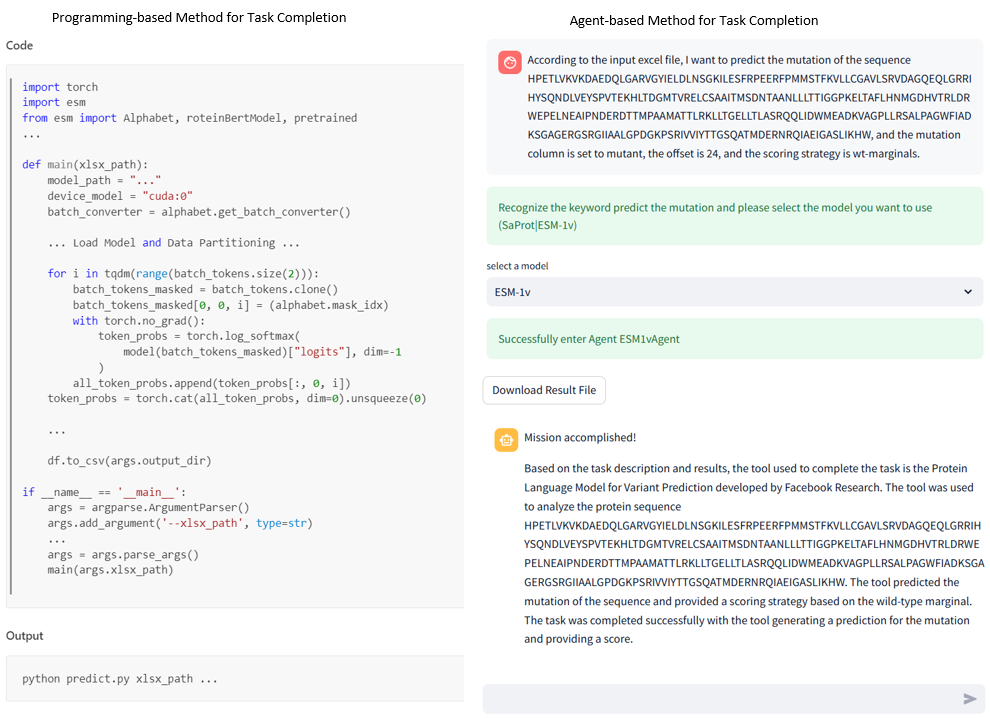 Programming-based Method for Task Completion
Code
import torch
import esm
from esm import Alphabet, roteinBertModel, pretrained
...
def main(xlsx_path):
model_path = "..."
device_model = "cuda:0"
batch_converter = alphabet.get_batch_converter()
... Load Model and Data Partitioning ...
for i in tqdm(range(batch_tokens.size(2))):
batch_tokens_masked = batch_tokens.clone()
batch_tokens_masked[0, 0, i] = (alphabet.mask_idx)
with torch.no_grad():
token_probs = torch.log_softmax(
model(batch_tokens_masked)["logits"], dim=-1
)
all_token_probs.append(token_probs[:, 0, i])
token_probs = torch.cat(all_token_probs, dim=0).unsqueeze(0)
...
df.to_csv(args.output_dir)
if __name__ == '__main__':
args = argparse.ArgumentParser()
args.add_argument('--xlsx_path', type=str)
...
args = args.parse_args()
main(args.xlsx_path)
Output
python predict.py xlsx_path ...
Agent-based Method for Task Completion
According to the input excel file, I want to predict the mutation of the sequence
HPETLVKVKDAEDQLGARVGYIELDLNSGKILESFRPEERFPMMSTFKVLLCGAVLSRVDAGQEQLGRRI
HYSQNDLVEYSPVTEKHLTDGMTVRELCSAAITMSDNTAANLLLTTIGGPKELTAFLHNMGDHVTRLDR
WEPELNEAIPNDERDTTMPAAMATTLRKLLTGELLTLASRQQLIDWMEADKVAGPLLRSALPAGWFIAD
KSGAGERGSRGIIAALGPDGKPSRIVVIYTTGSQATMDERNRQIAEIGASLIKHW, and the mutation
column is set to mutant, the offset is 24, and the scoring strategy is wt-marginals.
Recognize the keyword predict the mutation and please select the model you want to use
(SaProt|ESM-1v)
select a model
ESM-1v
Successfully enter Agent ESM1vAgent
Download Result File
Mission accomplished!
Based on the task description and results, the tool used to complete the task is the Protein
Language Model for Variant Prediction developed by Facebook Research. The tool was used
to analyze the protein sequence
HPETLVKVKDAEDQLGARVGYIELDLNSGKILESFRPEERFPMMSTFKVLLCGAVLSRVDAGQEQLGRRIH
YSQNDLVEYSPVTEKHLTDGMTVRELCSAAITMSDNTAANLLLTTIGGPKELTAFLHNMGDHVTRLDRWE
PELNEAIPNDERDTTMPAAMATTLRKLLTGELLTLASRQQLIDWMEADKVAGPLLRSALPAGWFIADKSGA
GERGSRGIIAALGPDGKPSRIVVIYTTGSQATMDERNRQIAEIGASLIKHW. The tool predicted the
mutation of the sequence and provided a scoring strategy based on the wild-type marginal.
The task was completed successfully with the tool generating a prediction for the mutation
and providing a score.